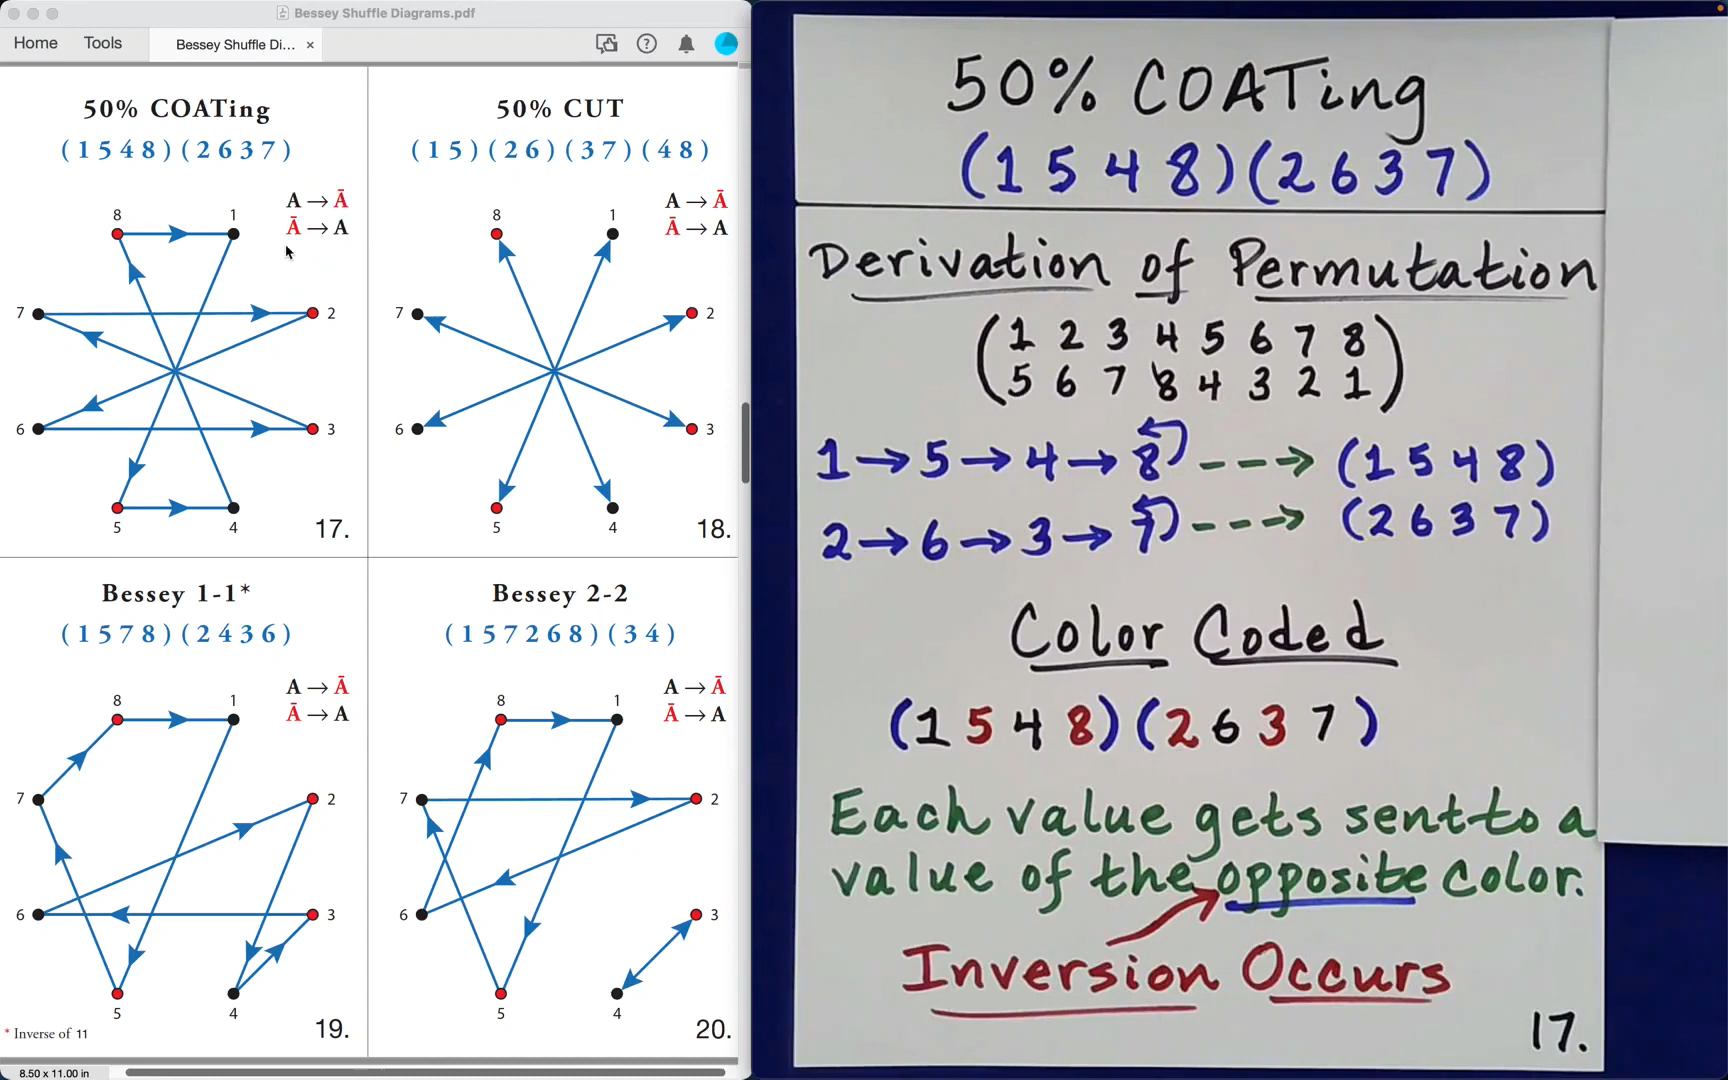 Bessey Shuffle Diagrams.pdf
Home
Tools
Bessey Shuffle Di... ×
?
50% COATing
(1 5 4 8)(2 6 3 7)
A → Ā
Ā → A
8
1
7
2
6
3
5
4
17.
50% CUT
(1 5)(2 6)(3 7)(4 8)
A → Ā
Ā → A
8
1
7
2
6
3
5
4
18.
Bessey 1-1*
(1 5 7 8)(2 4 3 6)
A → Ā
Ā → A
8
1
7
2
6
3
5
4
* Inverse of 11
19.
Bessey 2-2
(1 5 7 2 6 8)(3 4)
A → Ā
Ā → A
8
1
7
2
6
3
5
4
20.
8.50 x 11.00 in
50% COATing
(1 5 4 8)(2 6 3 7)
Derivation of Permutation
(1 2 3 4 5 6 7 8
5 6 7 8 4 3 2 1)
1 → 5 → 4 → 8 ---> (1 5 4 8)
2 → 6 → 3 → 7 ---> (2 6 3 7)
Color Coded
(1 5 4 8)(2 6 3 7)
Each value gets sent to a
value of the opposite color.
Inversion Occurs
17.